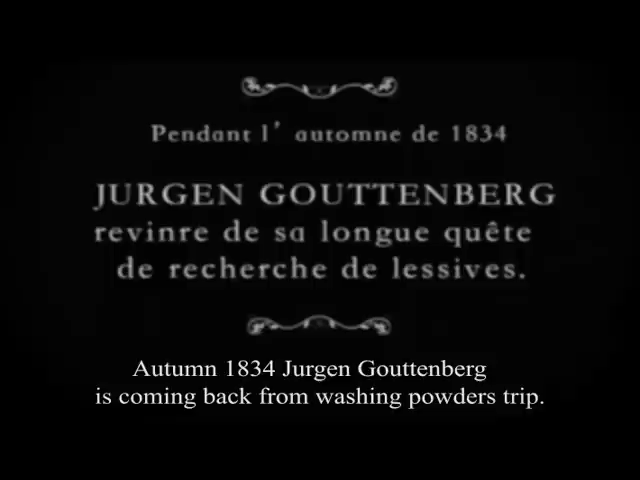 Pendant l' automne de 1834
JURGEN GOUTTENBERG
revinre de sa longue quête
de recherche de lessives.
Autumn 1834 Jurgen Gouttenberg
is coming back from washing powders trip.